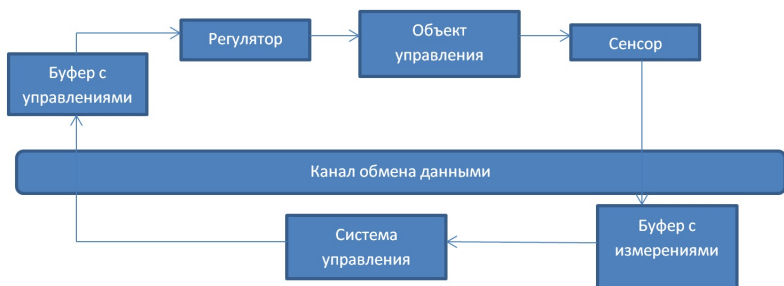 Регулятор
Объект
управления
Сенсор
Буфер с
управлениями
Канал обмена данными
Система
управления
Буфер с
измерениями